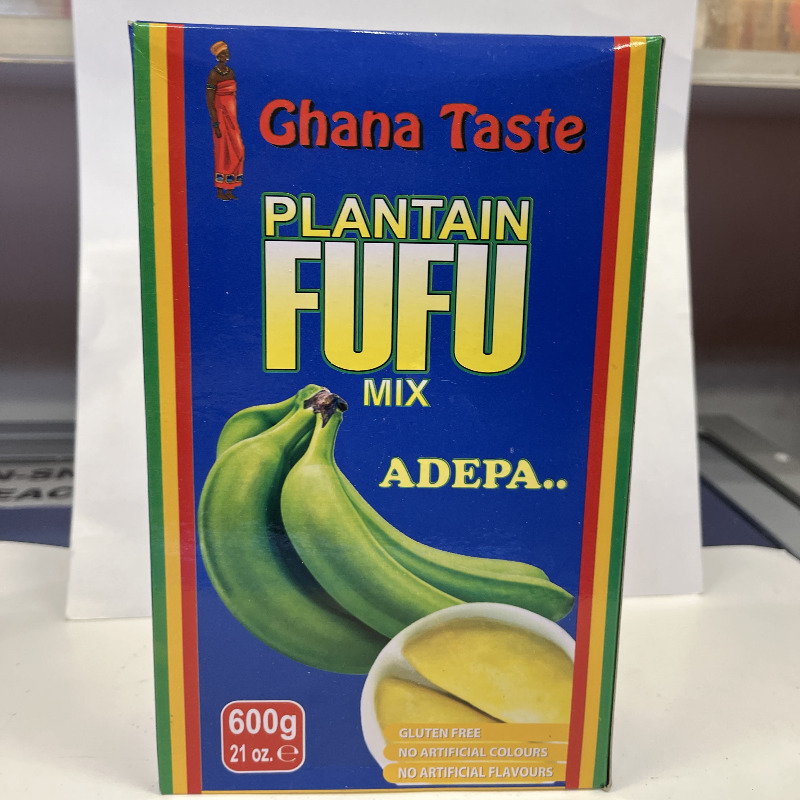 Ghana Taste
PLANTAIN
FUFU
MIX
ADEPA..
600g
21 oz. ℮
GLUTEN FREE
NO ARTIFICIAL COLOURS
NO ARTIFICIAL FLAVOURS